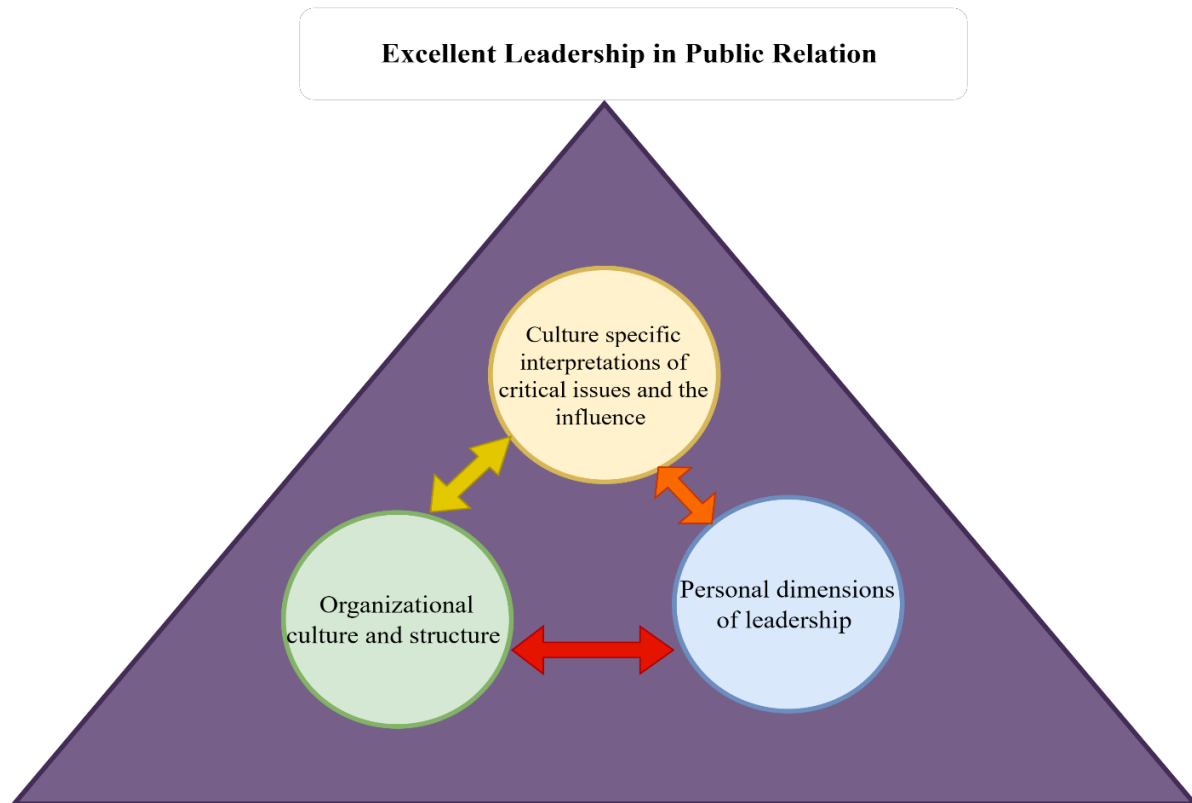 Excellent Leadership in Public Relation
Culture specific
interpretations of
critical issues and the
influence
Organizational
culture and structure
Personal dimensions
of leadership